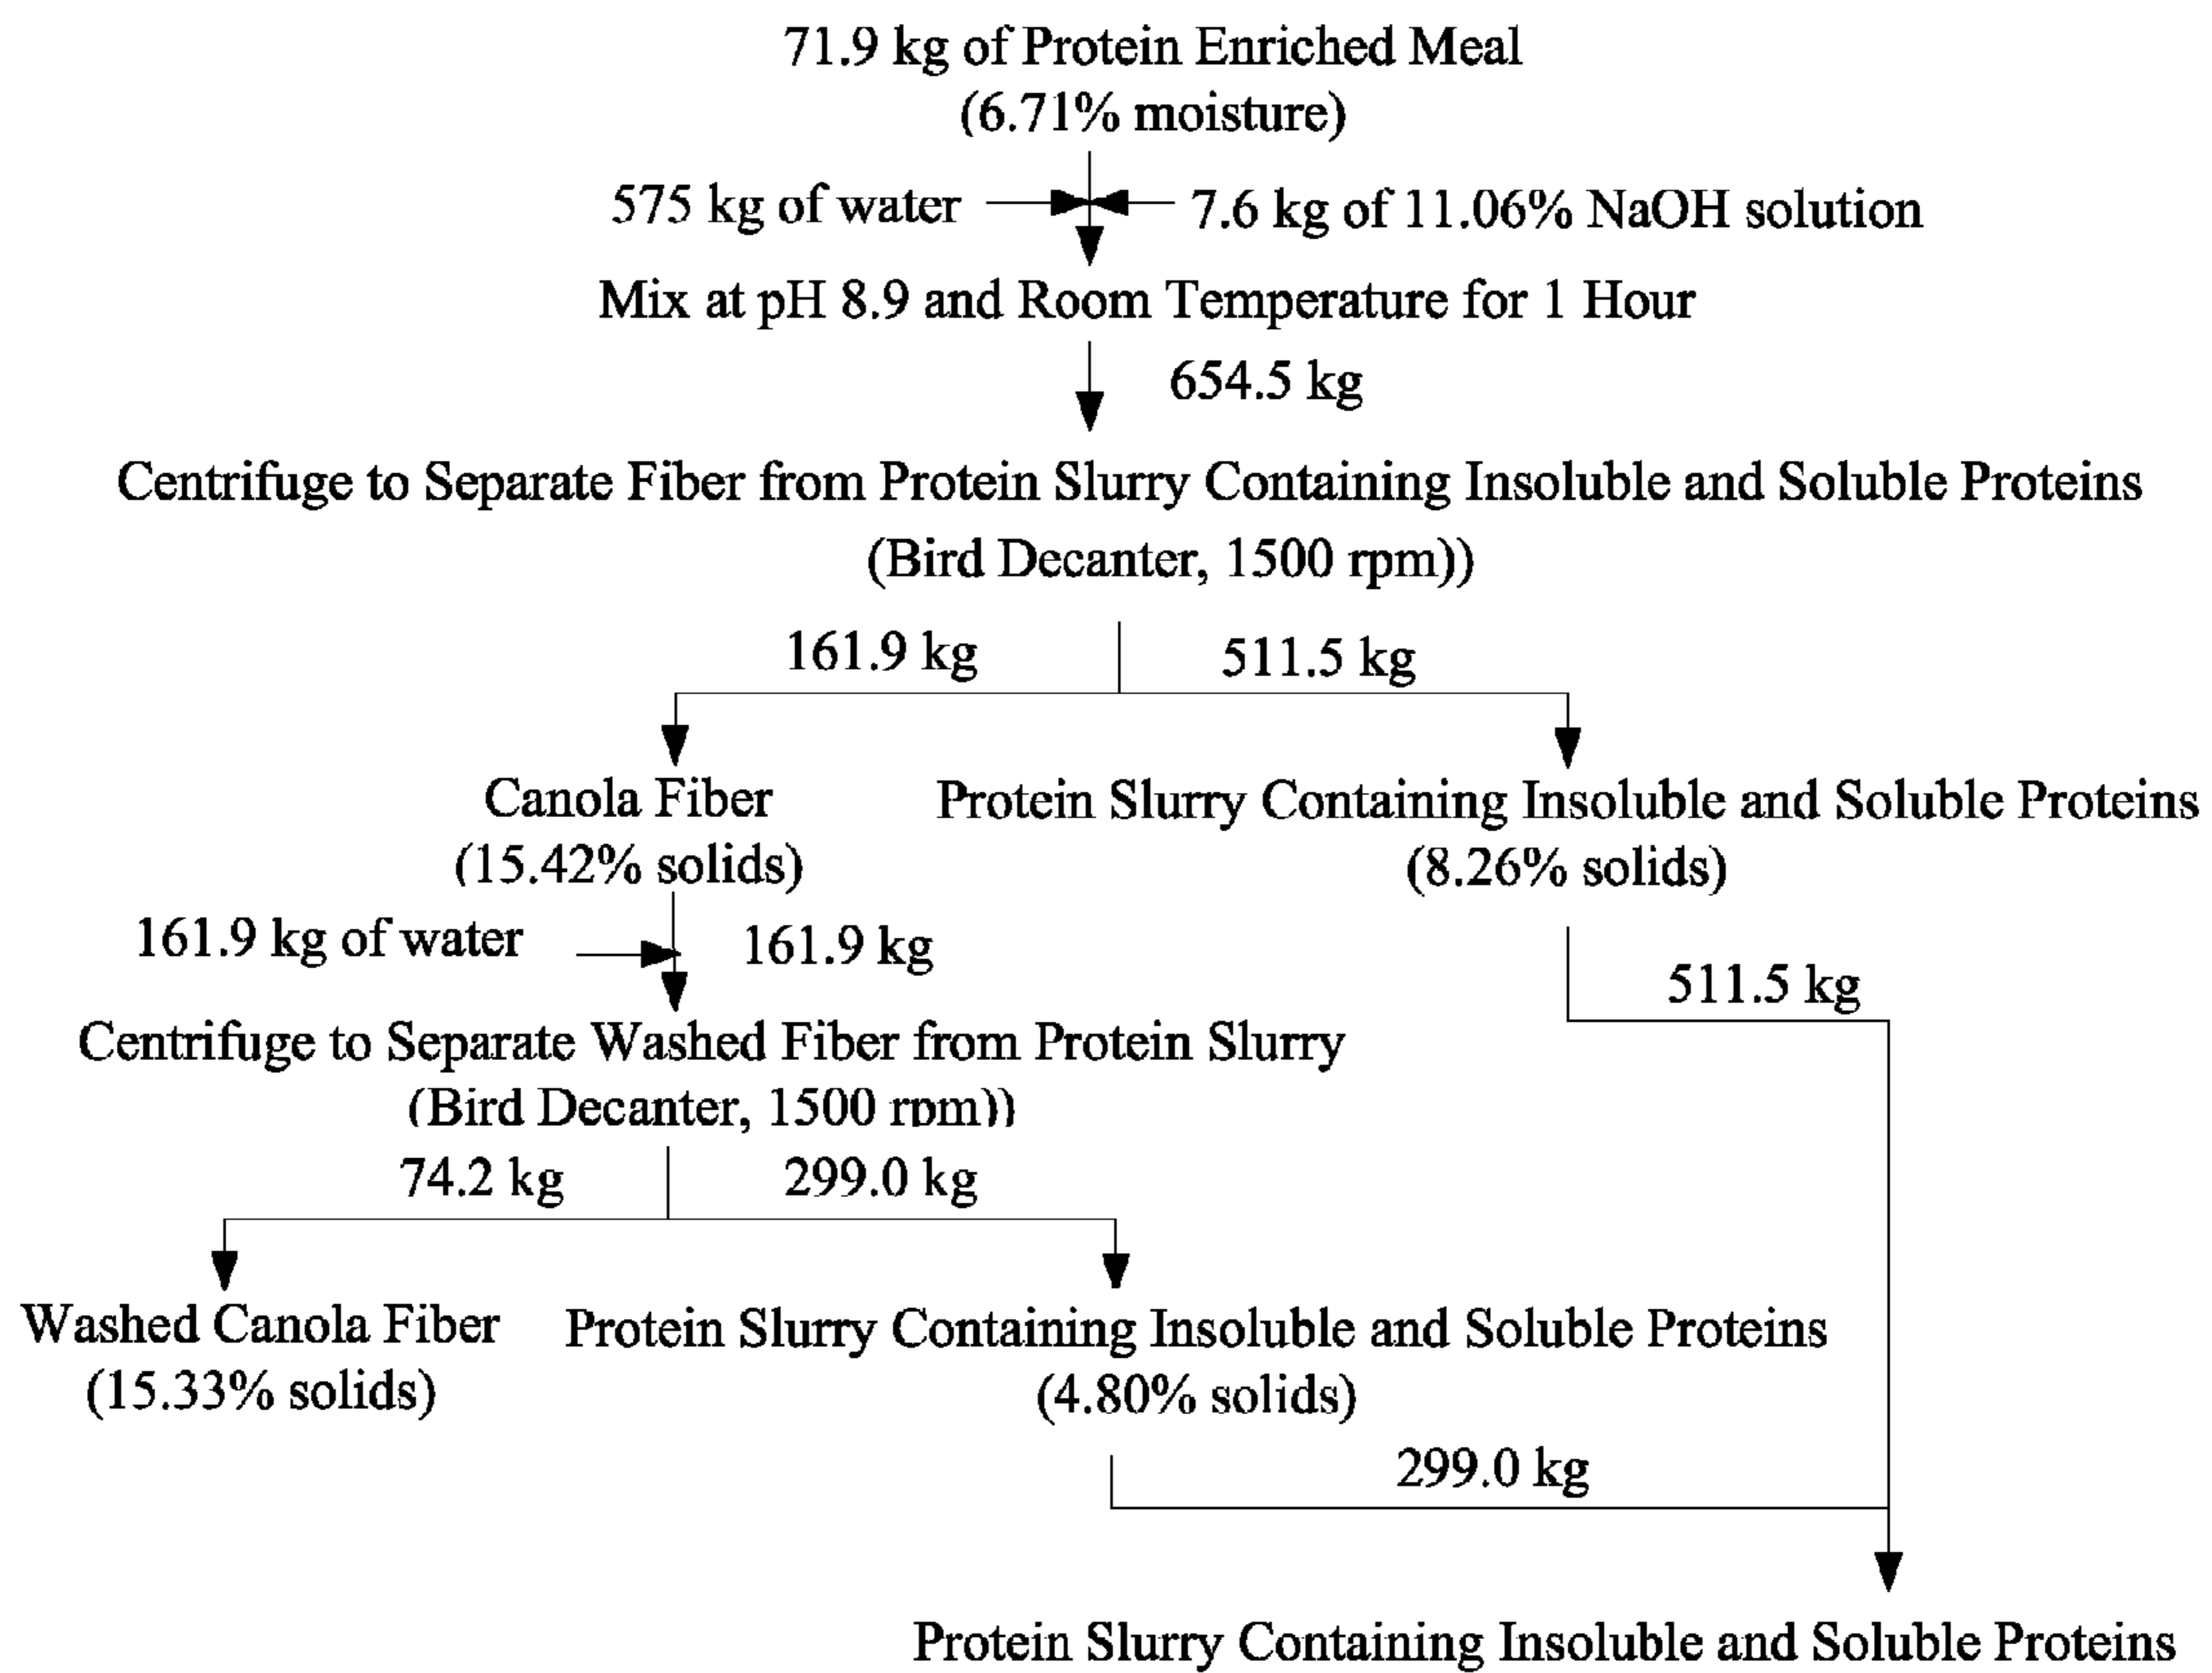 71.9 kg of Protein Enriched Meal
(6.71% moisture)
575 kg of water
7.6 kg of 11.06% NaOH solution
Mix at pH 8.9 and Room Temperature for 1 Hour
654.5 kg
Centrifuge to Separate Fiber from Protein Slurry Containing Insoluble and Soluble Proteins
(Bird Decanter, 1500 rpm))
161.9 kg
511.5 kg
Canola Fiber
(15.42% solids)
Protein Slurry Containing Insoluble and Soluble Proteins
(8.26% solids)
161.9 kg of water
161.9 kg
511.5 kg
Centrifuge to Separate Washed Fiber from Protein Slurry
(Bird Decanter, 1500 rpm))
74.2 kg
299.0 kg
Washed Canola Fiber
(15.33% solids)
Protein Slurry Containing Insoluble and Soluble Proteins
(4.80% solids)
299.0 kg
Protein Slurry Containing Insoluble and Soluble Proteins